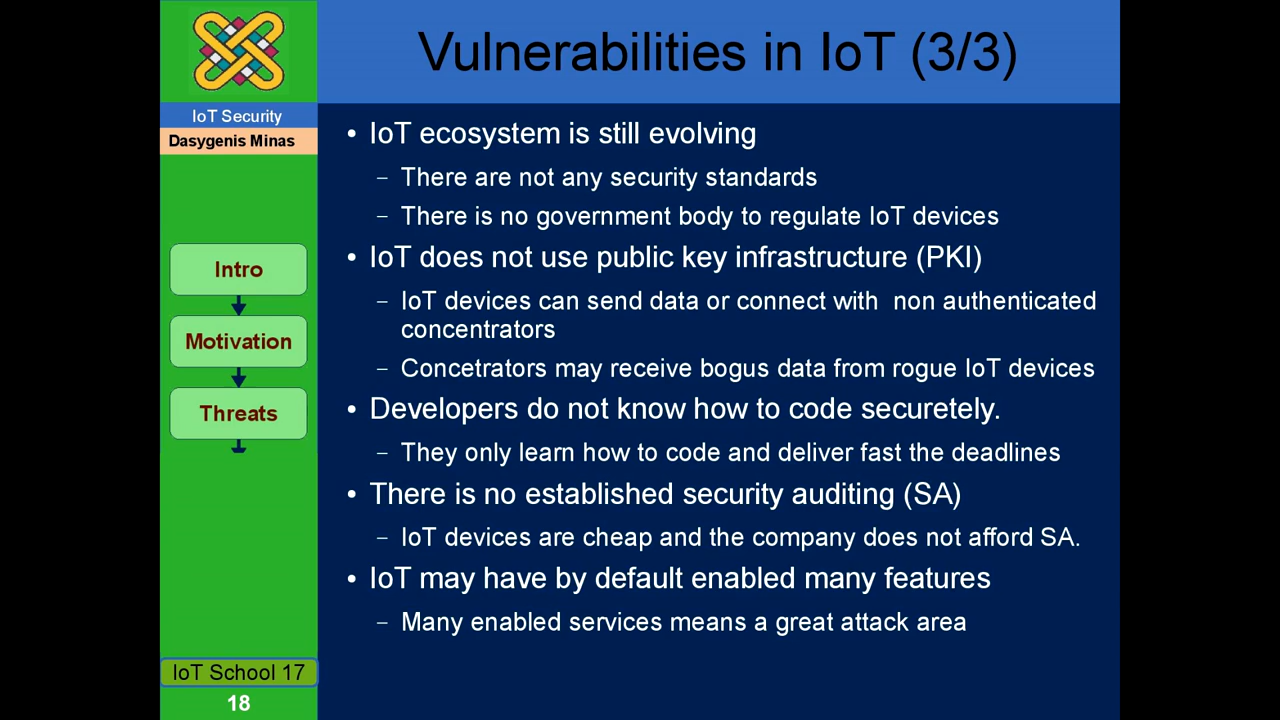 Vulnerabilities in IoT (3/3)
IoT Security
Dasygenis Minas
Intro
Motivation
Threats
IoT School 17
18
• IoT ecosystem is still evolving
– There are not any security standards
– There is no government body to regulate IoT devices
• IoT does not use public key infrastructure (PKI)
– IoT devices can send data or connect with non authenticated
concentrators
– Concetrators may receive bogus data from rogue IoT devices
• Developers do not know how to code securetely.
– They only learn how to code and deliver fast the deadlines
• There is no established security auditing (SA)
– IoT devices are cheap and the company does not afford SA.
• IoT may have by default enabled many features
– Many enabled services means a great attack area